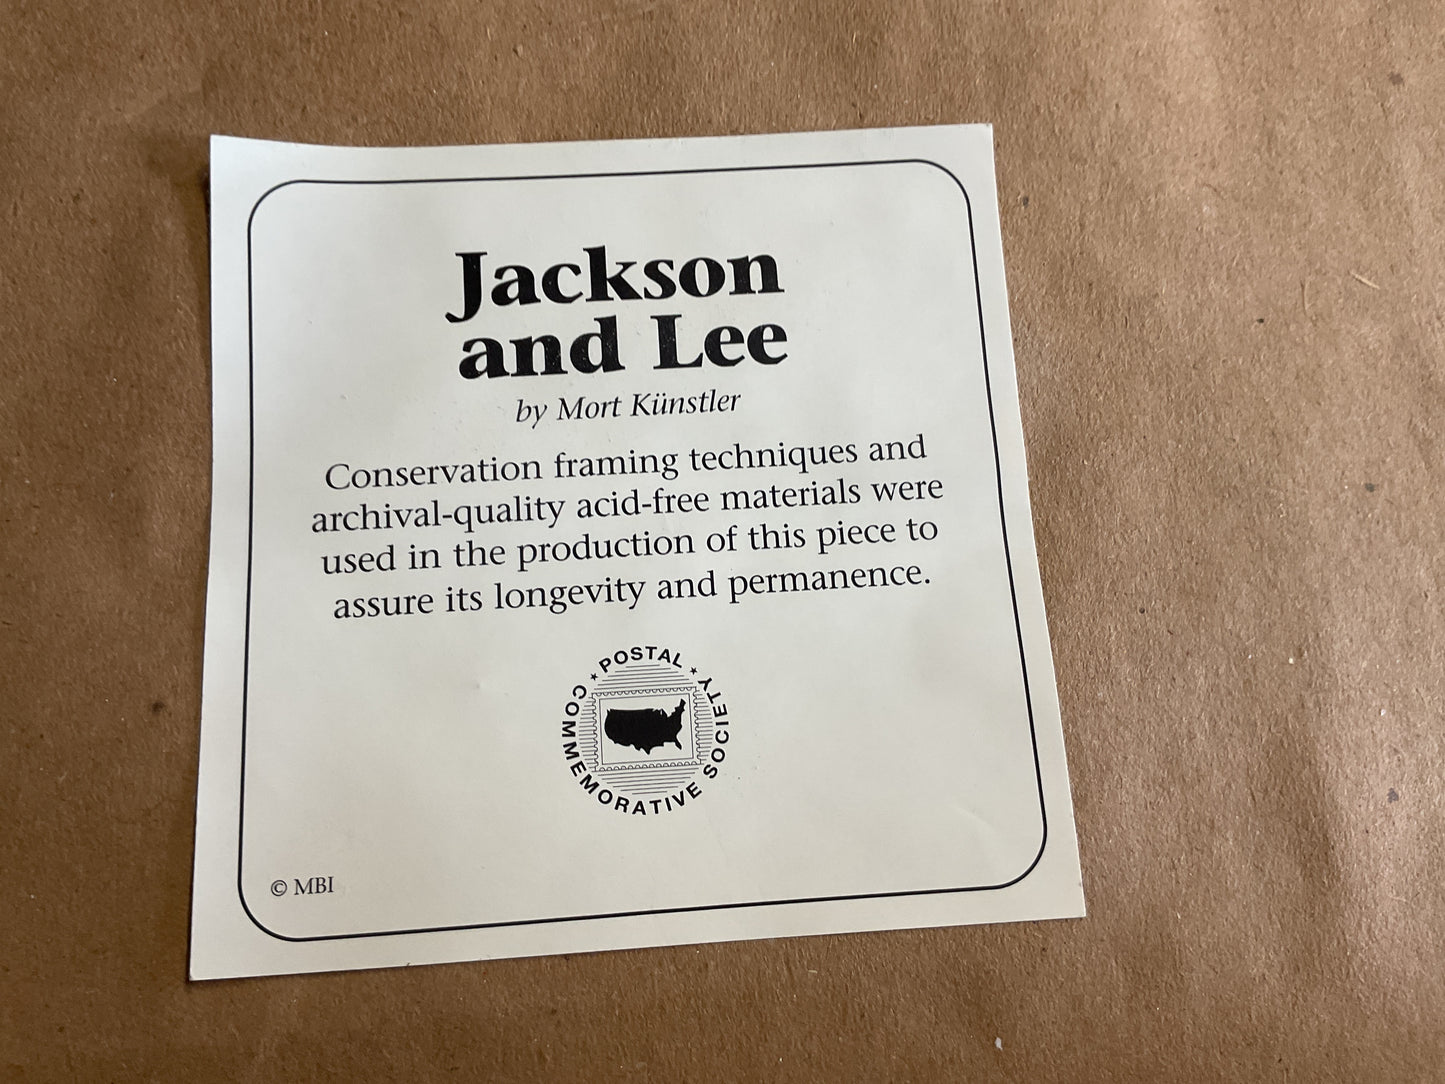 Jackson
and Lee
by Mort Künstler
Conservation framing techniques and
archival-quality acid-free materials were
used in the production of this piece to
assure its longevity and permanence.
★ POSTAL ★
COMMEMORATIVE SOCIETY
© MBI